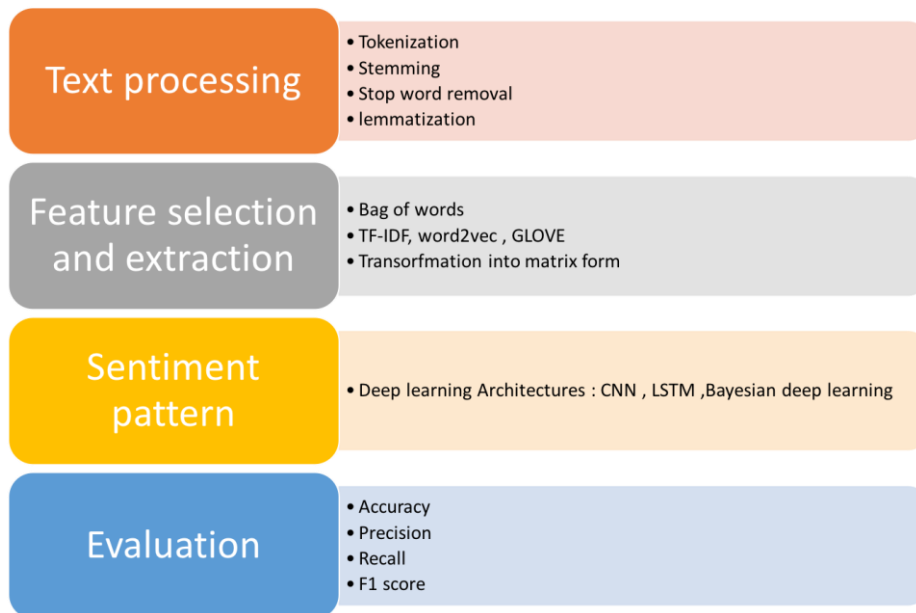 Text processing
• Tokenization
• Stemming
• Stop word removal
• lemmatization
Feature selection
and extraction
• Bag of words
• TF-IDF, word2vec , GLOVE
• Transorfmation into matrix form
Sentiment
pattern
• Deep learning Architectures : CNN , LSTM ,Bayesian deep learning
Evaluation
• Accuracy
• Precision
• Recall
• F1 score